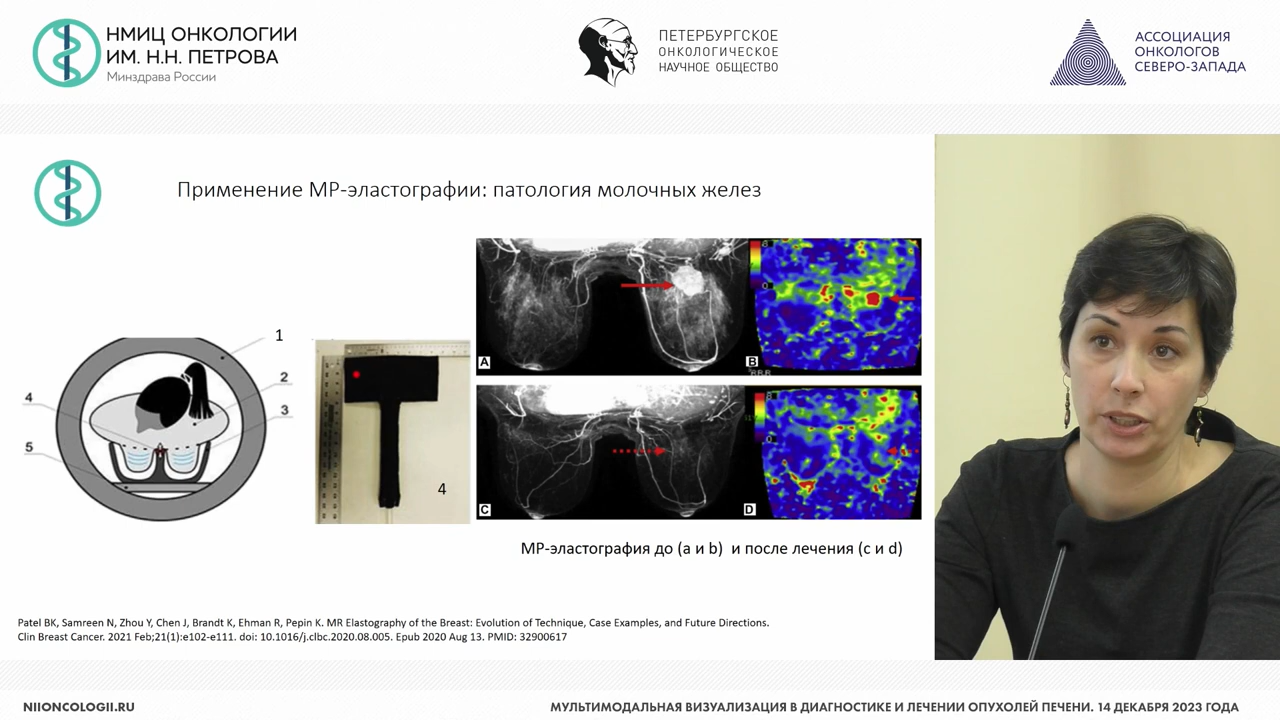 НМИЦ ОНКОЛОГИИ
ИМ. Н.Н. ПЕТРОВА
Минздрава России
ПЕТЕРБУРГСКОЕ
ОНКОЛОГИЧЕСКОЕ
НАУЧНОЕ ОБЩЕСТВО
АССОЦИАЦИЯ
ОНКОЛОГОВ
СЕВЕРО-ЗАПАДА
Применение МР-эластографии: патология молочных желез
1
2
3
4
5
4
A
B
C
D
МР-эластография до (a и b) и после лечения (c и d)
Patel BK, Samreen N, Zhou Y, Chen J, Brandt K, Ehman R, Pepin K. MR Elastography of the Breast: Evolution of Technique, Case Examples, and Future Directions.
Clin Breast Cancer. 2021 Feb;21(1):e102-e111. doi: 10.1016/j.clbc.2020.08.005. Epub 2020 Aug 13. PMID: 32900617
NIIONCOLOGII.RU
МУЛЬТИМОДАЛЬНАЯ ВИЗУАЛИЗАЦИЯ В ДИАГНОСТИКЕ И ЛЕЧЕНИИ ОПУХОЛЕЙ ПЕЧЕНИ. 14 ДЕКАБРЯ 2023 ГОДА